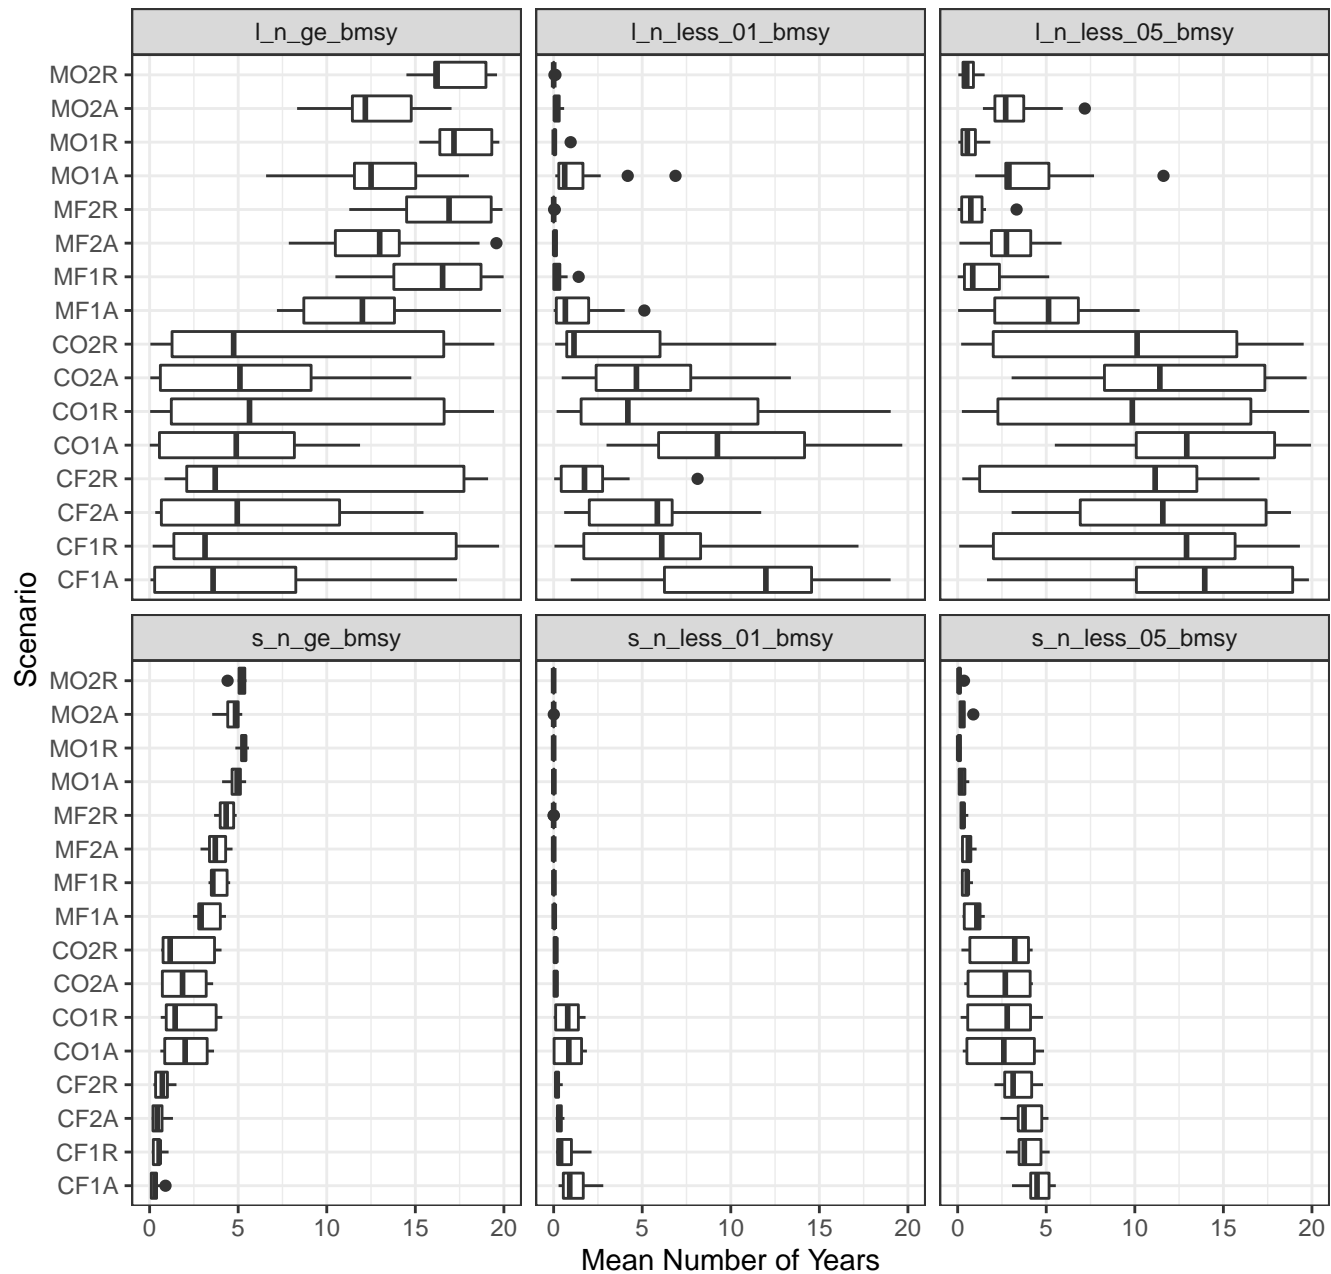 l_n_ge_bmsy l_n_less_01_bmsy l_n_less_05_bmsy
MO2R
MO2A
MO1R
MO1A
MF2R
MF2A
MF1R
MF1A
CO2R
CO2A
CO1R
CO1A
CF2R
CF2A
CF1R
CF1A
Scenario
s_n_ge_bmsy s_n_less_01_bmsy s_n_less_05_bmsy
MO2R
MO2A
MO1R
MO1A
MF2R
MF2A
MF1R
MF1A
CO2R
CO2A
CO1R
CO1A
CF2R
CF2A
CF1R
CF1A
0 5 10 15 20 0 5 10 15 20 0 5 10 15 20
Mean Number of Years